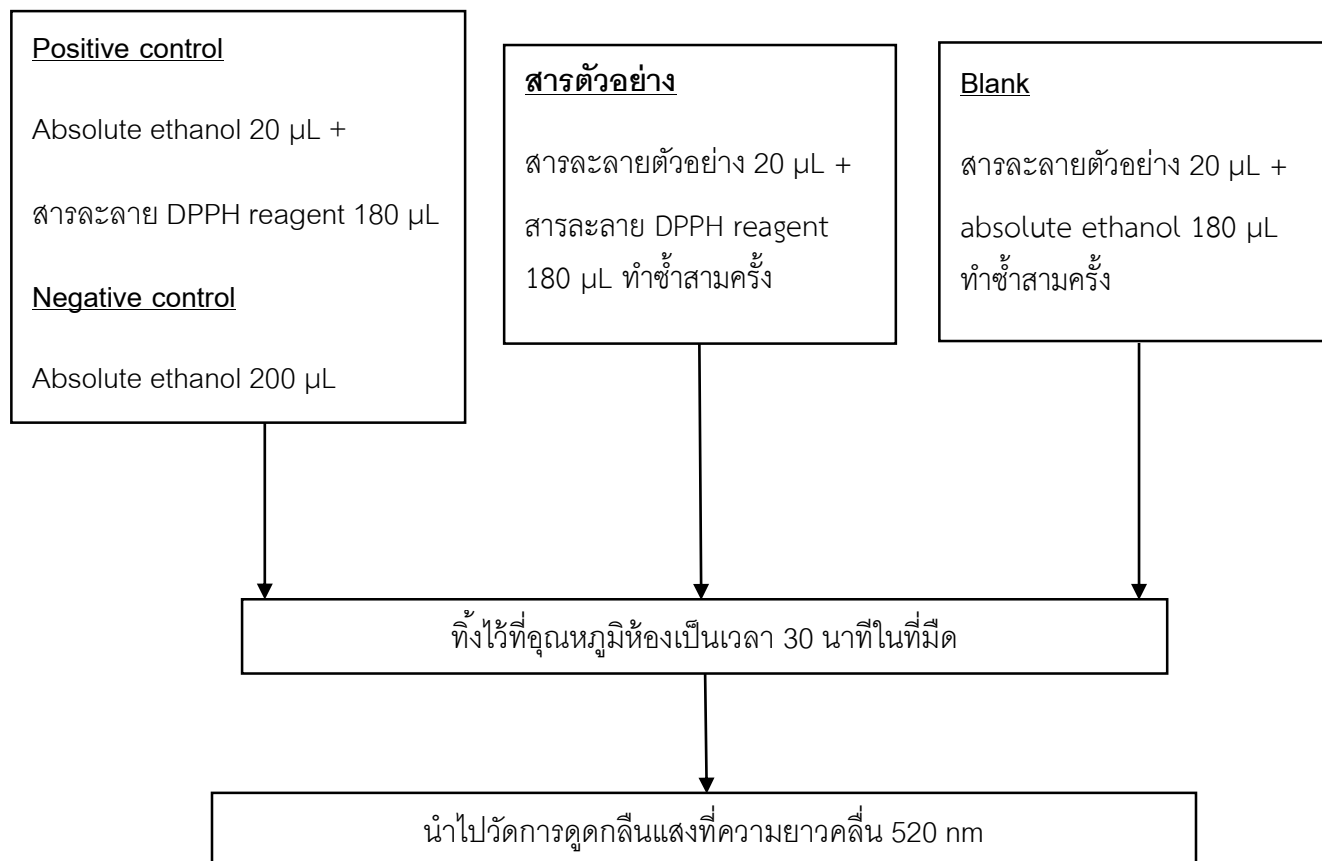 Positive control
Absolute ethanol 20 µL +
สารละลาย DPPH reagent 180 µL
Negative control
Absolute ethanol 200 µL
สารตัวอย่าง
สารละลายตัวอย่าง 20 µL +
สารละลาย DPPH reagent
180 µL ทำซ้ำสามครั้ง
Blank
สารละลายตัวอย่าง 20 µL +
absolute ethanol 180 µL
ทำซ้ำสามครั้ง
ทิ้งไว้ที่อุณหภูมิห้องเป็นเวลา 30 นาทีในที่มืด
นำไปวัดการดูดกลืนแสงที่ความยาวคลื่น 520 nm